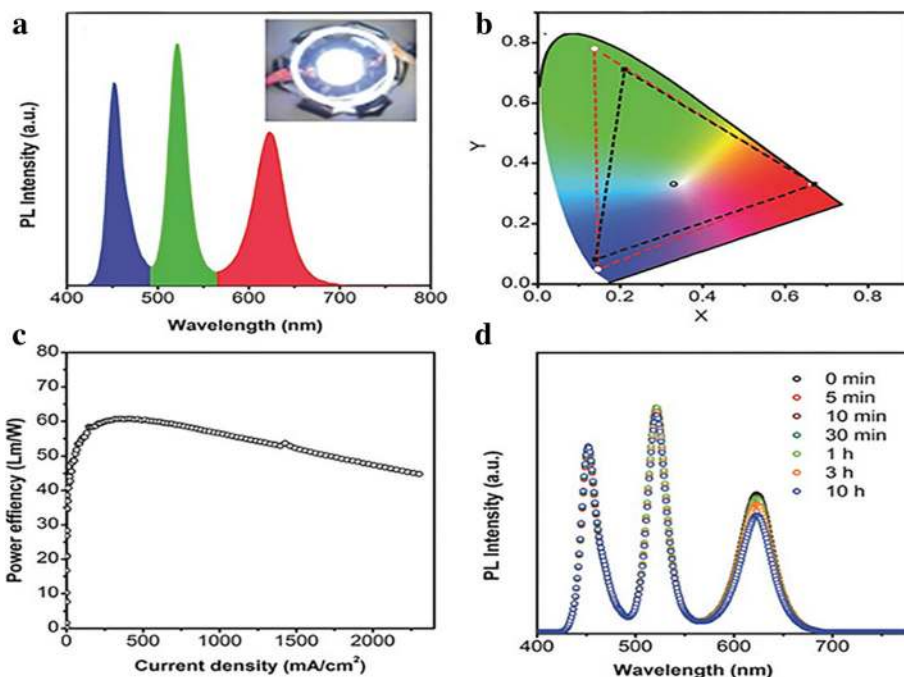 a
PL Intensity (a.u.)
400 500 600 700 800
Wavelength (nm)
b
Y
0.8
0.6
0.4
0.2
0.0
0.0 0.2 0.4 0.6 0.8
X
c
Power effiency (Lm/W)
80
70
60
50
40
30
20
10
0
0 500 1000 1500 2000
Current density (mA/cm²)
d
PL Intensity (a.u.)
0 min
5 min
10 min
30 min
1 h
3 h
10 h
400 500 600 700
Wavelength (nm)